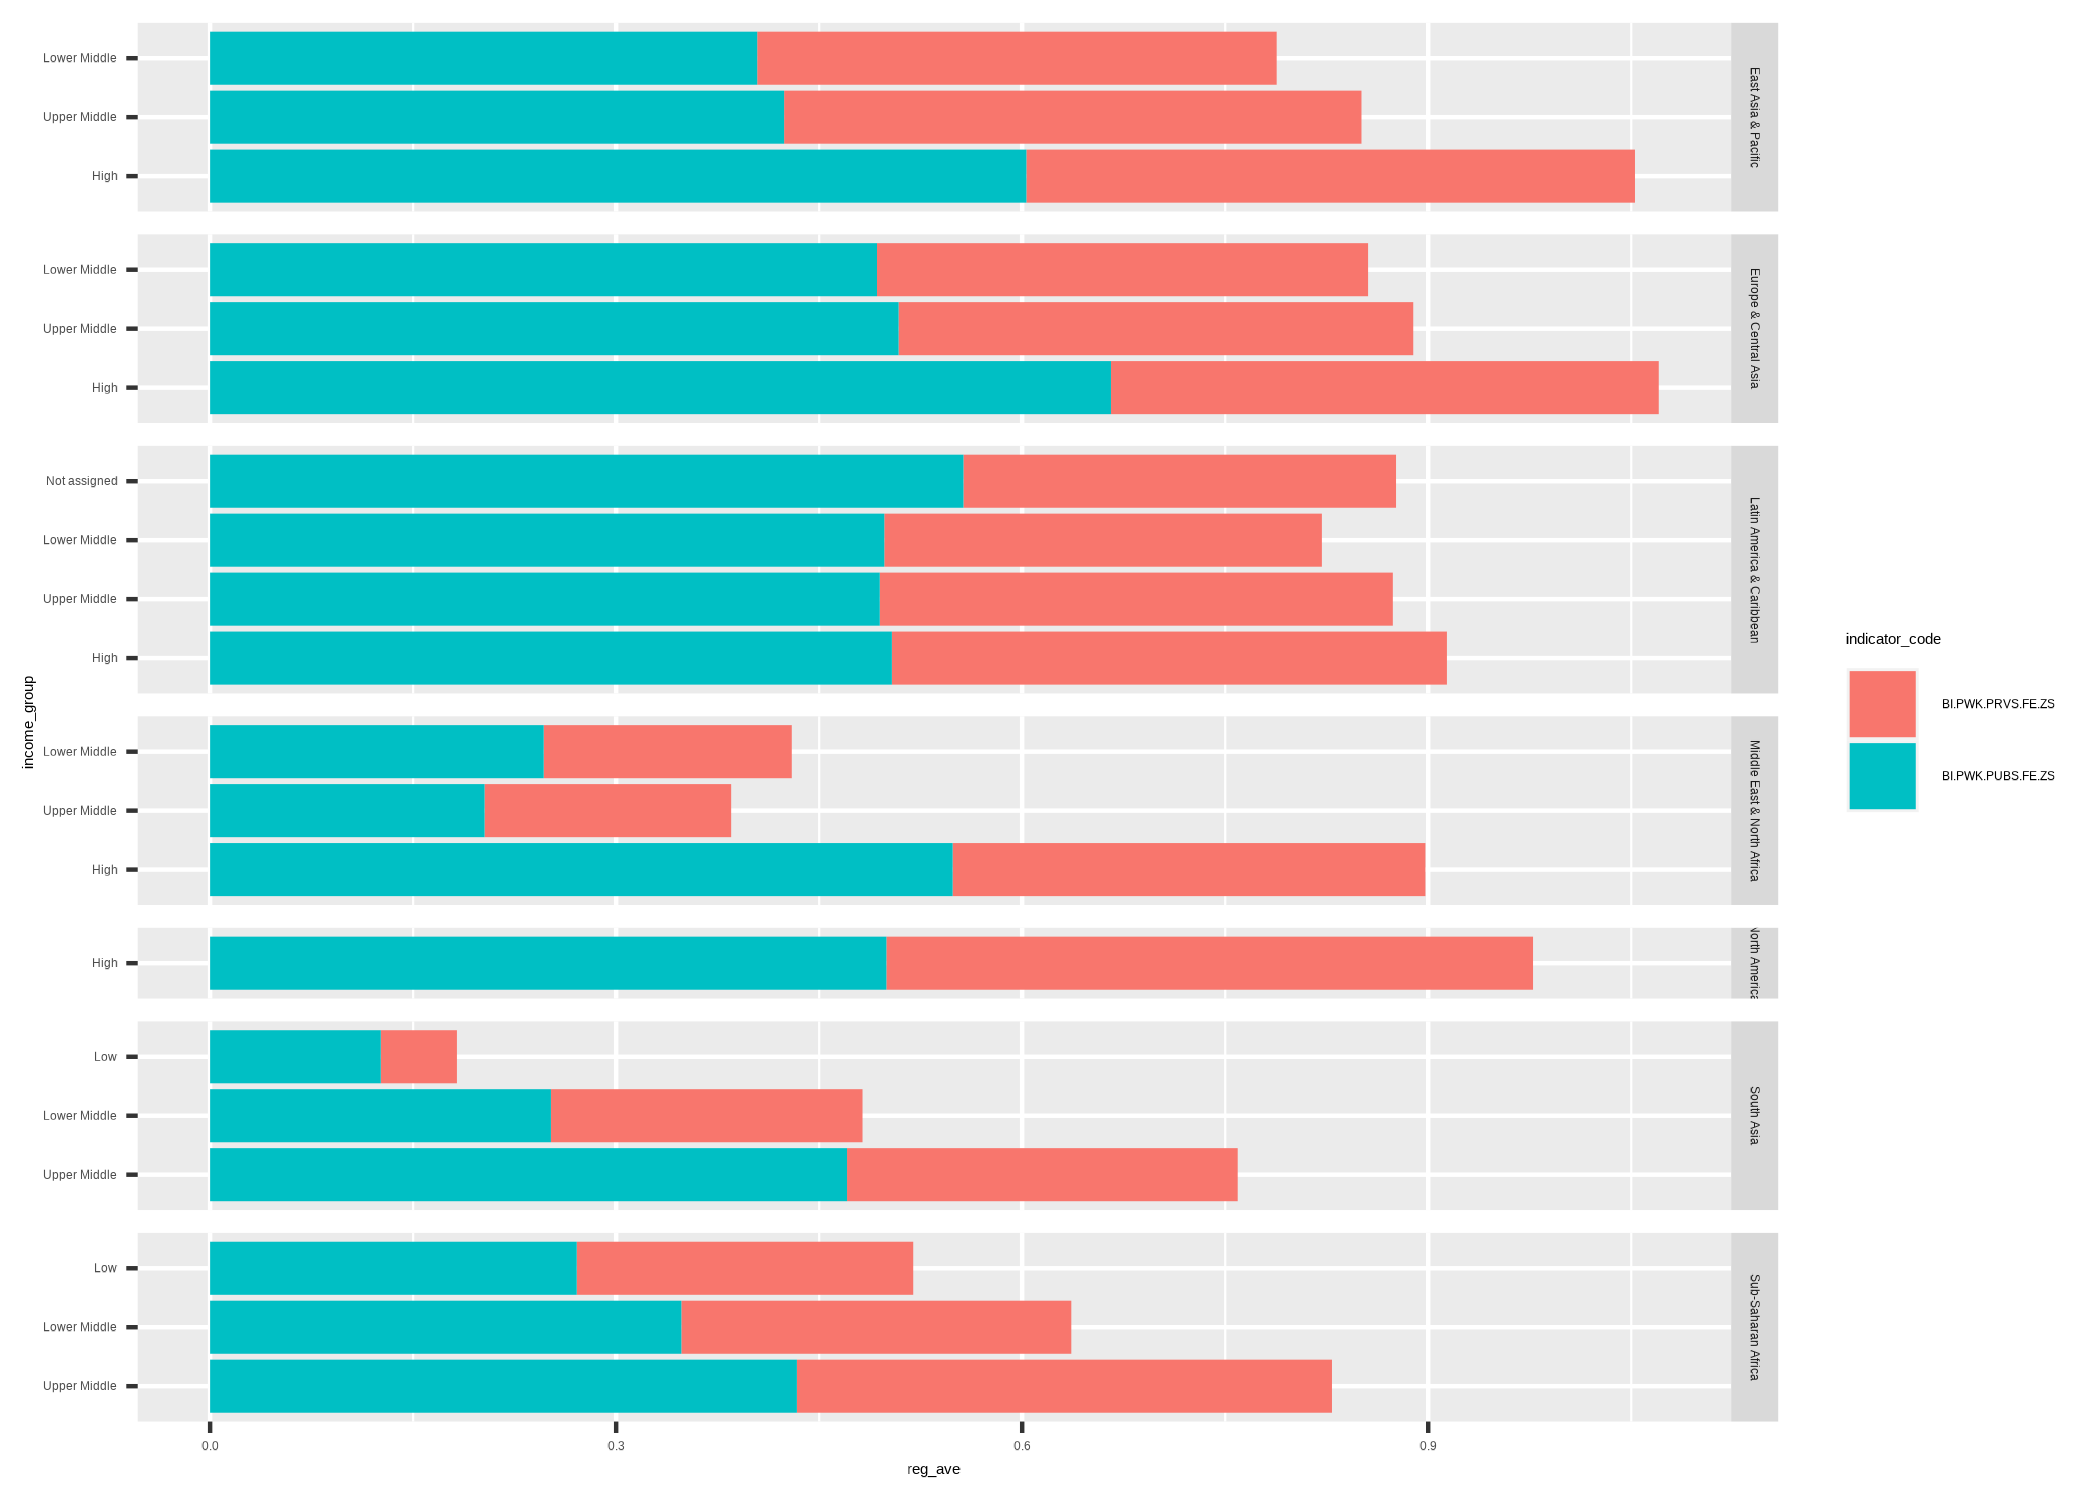 Lower Middle
Upper Middle
High
East Asia & Pacific
Lower Middle
Upper Middle
High
Europe & Central Asia
Not assigned
Lower Middle
Upper Middle
High
Latin America & Caribbean
Lower Middle
Upper Middle
High
Middle East & North Africa
High
North America
Low
Lower Middle
Upper Middle
South Asia
Low
Lower Middle
Upper Middle
Sub-Saharan Africa
0.0 0.3 0.6 0.9
reg_ave
income_group
indicator_code
BI.PWK.PRVS.FE.ZS
BI.PWK.PUBS.FE.ZS